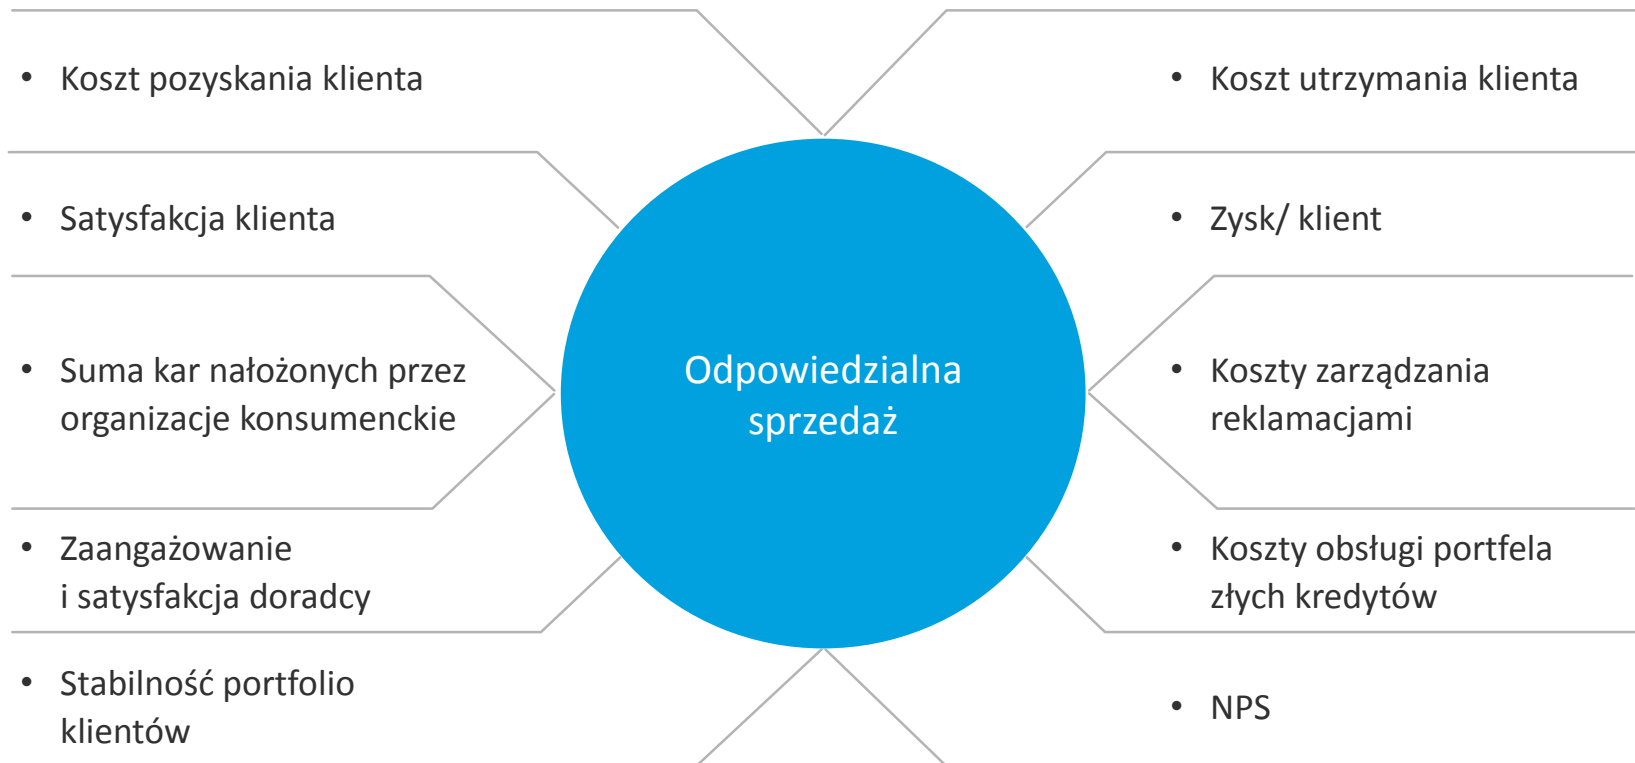 • Koszt pozyskania klienta
• Satysfakcja klienta
• Suma kar nałożonych przez
organizacje konsumenckie
• Zaangażowanie
i satysfakcja doradcy
• Stabilność portfolio
klientów
Odpowiedzialna
sprzedaż
• Koszt utrzymania klienta
• Zysk/ klient
• Koszty zarządzania
reklamacjami
• Koszty obsługi portfela
złych kredytów
• NPS